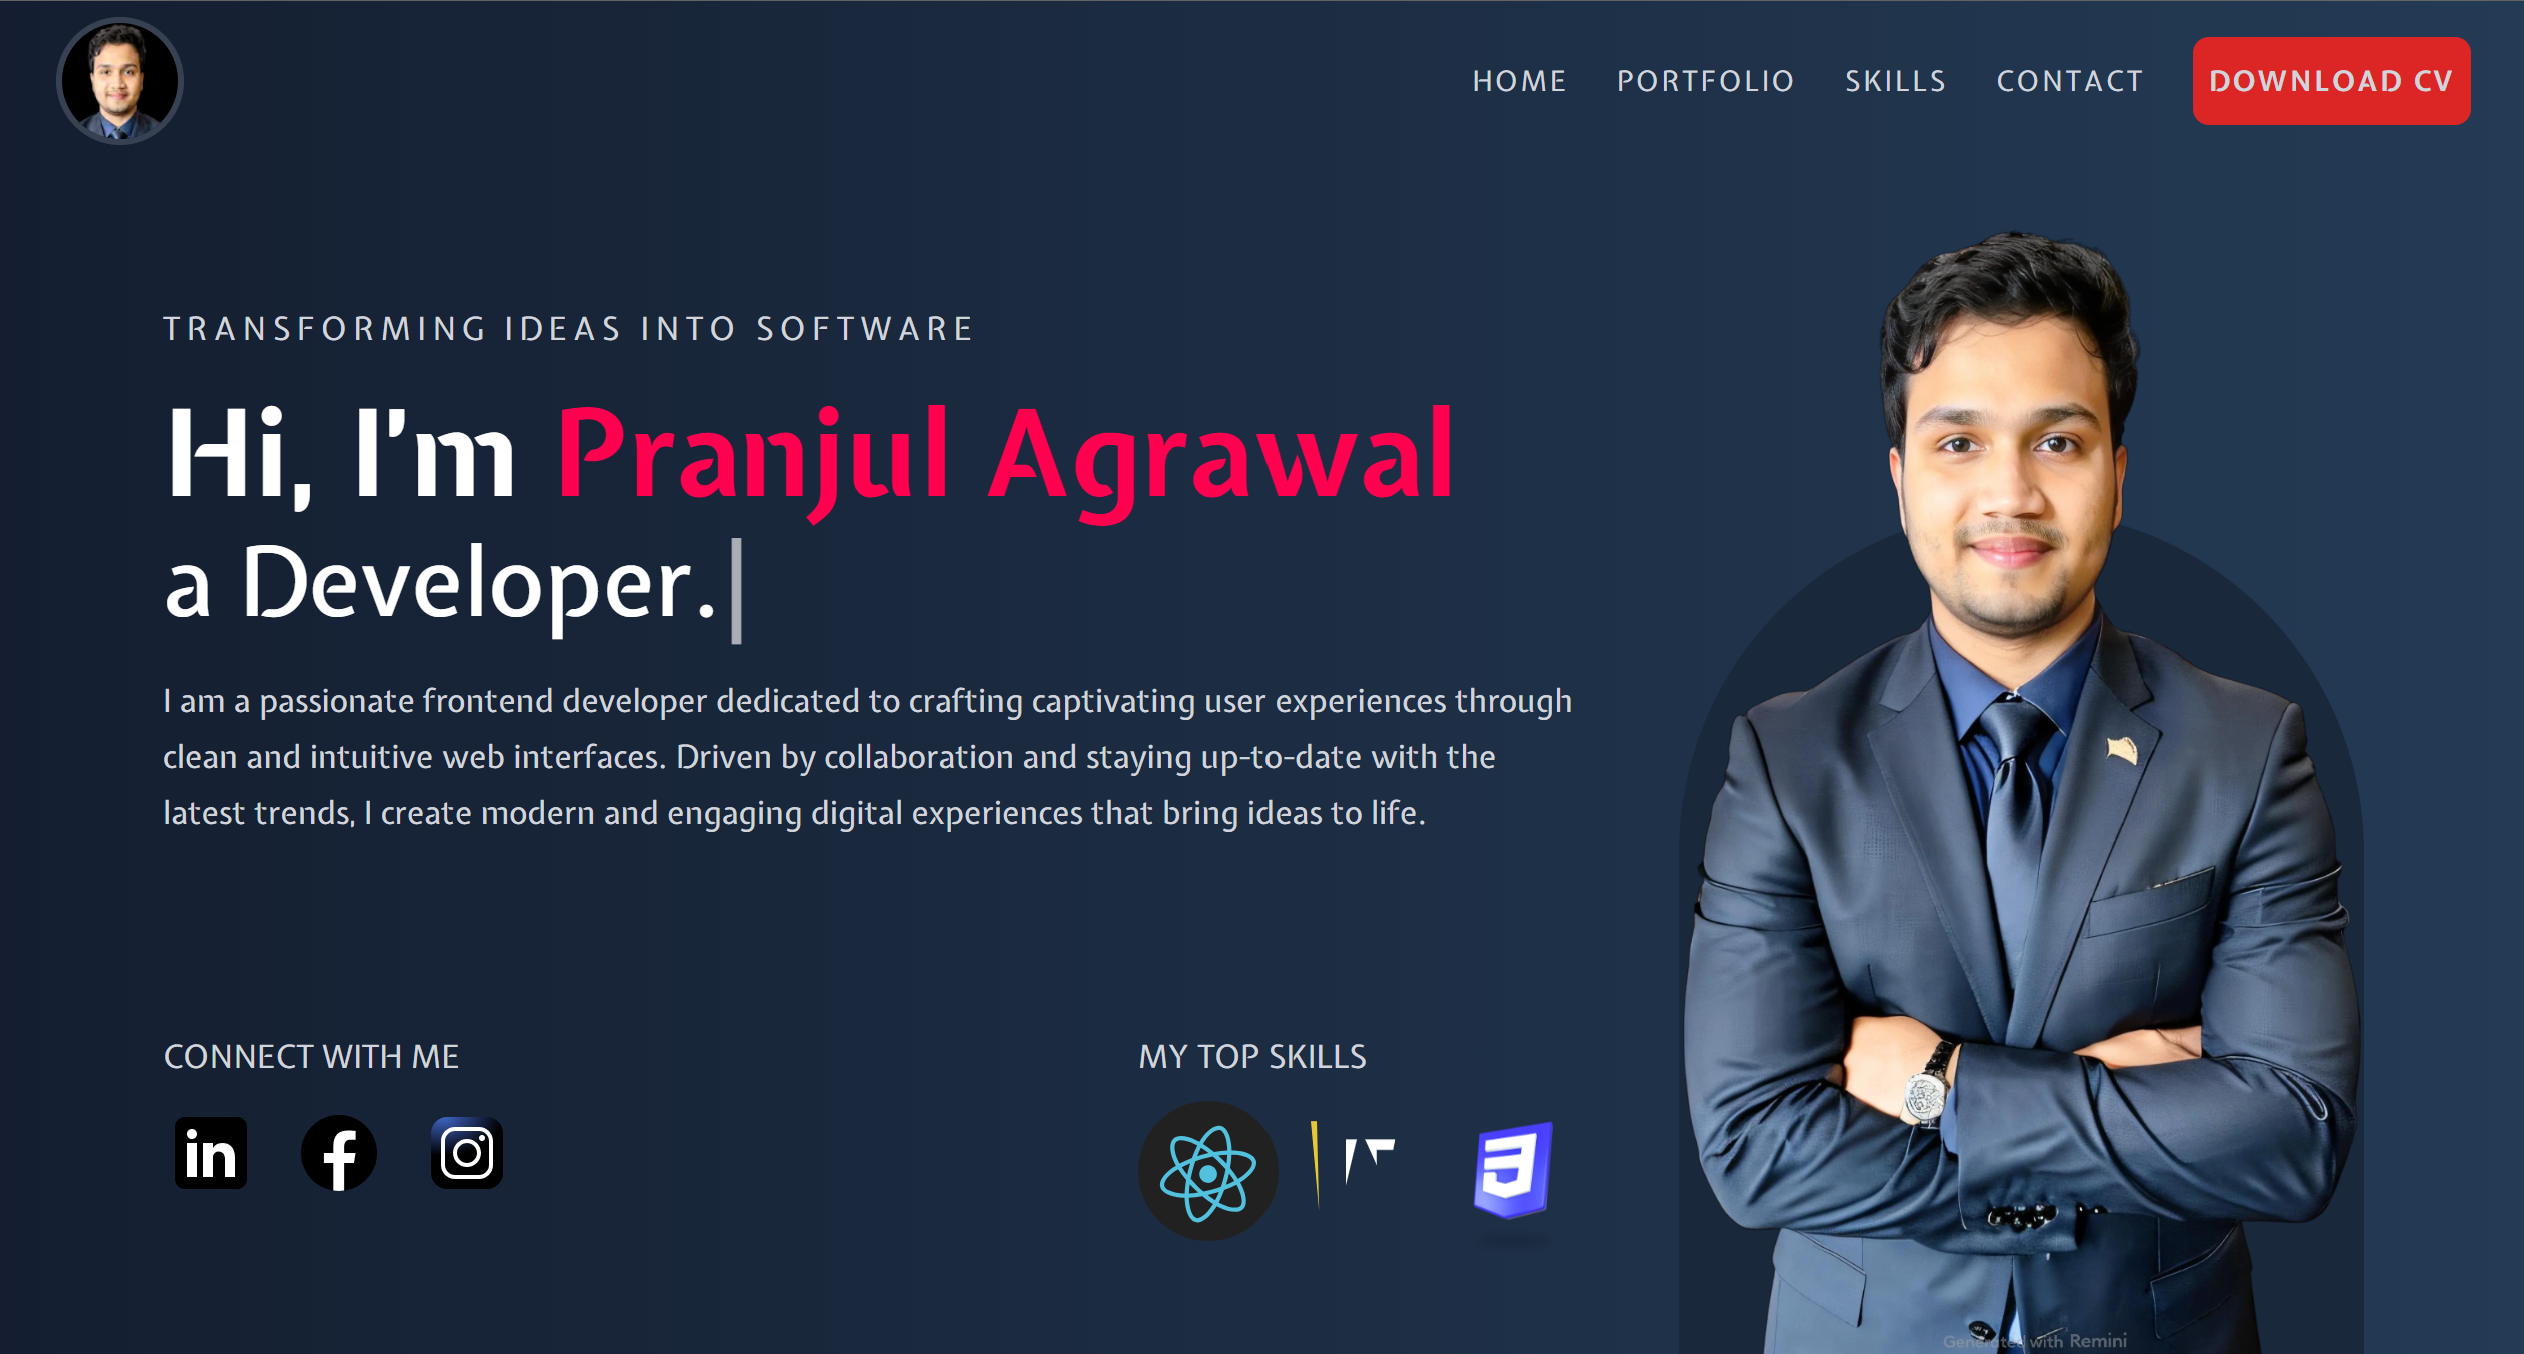 HOME PORTFOLIO SKILLS CONTACT DOWNLOAD CV
TRANSFORMING IDEAS INTO SOFTWARE
Hi, I'm Pranjul Agrawal
a Developer.
I am a passionate frontend developer dedicated to crafting captivating user experiences through
clean and intuitive web interfaces. Driven by collaboration and staying up-to-date with the
latest trends, I create modern and engaging digital experiences that bring ideas to life.
CONNECT WITH ME
MY TOP SKILLS
in
Generated with Remini